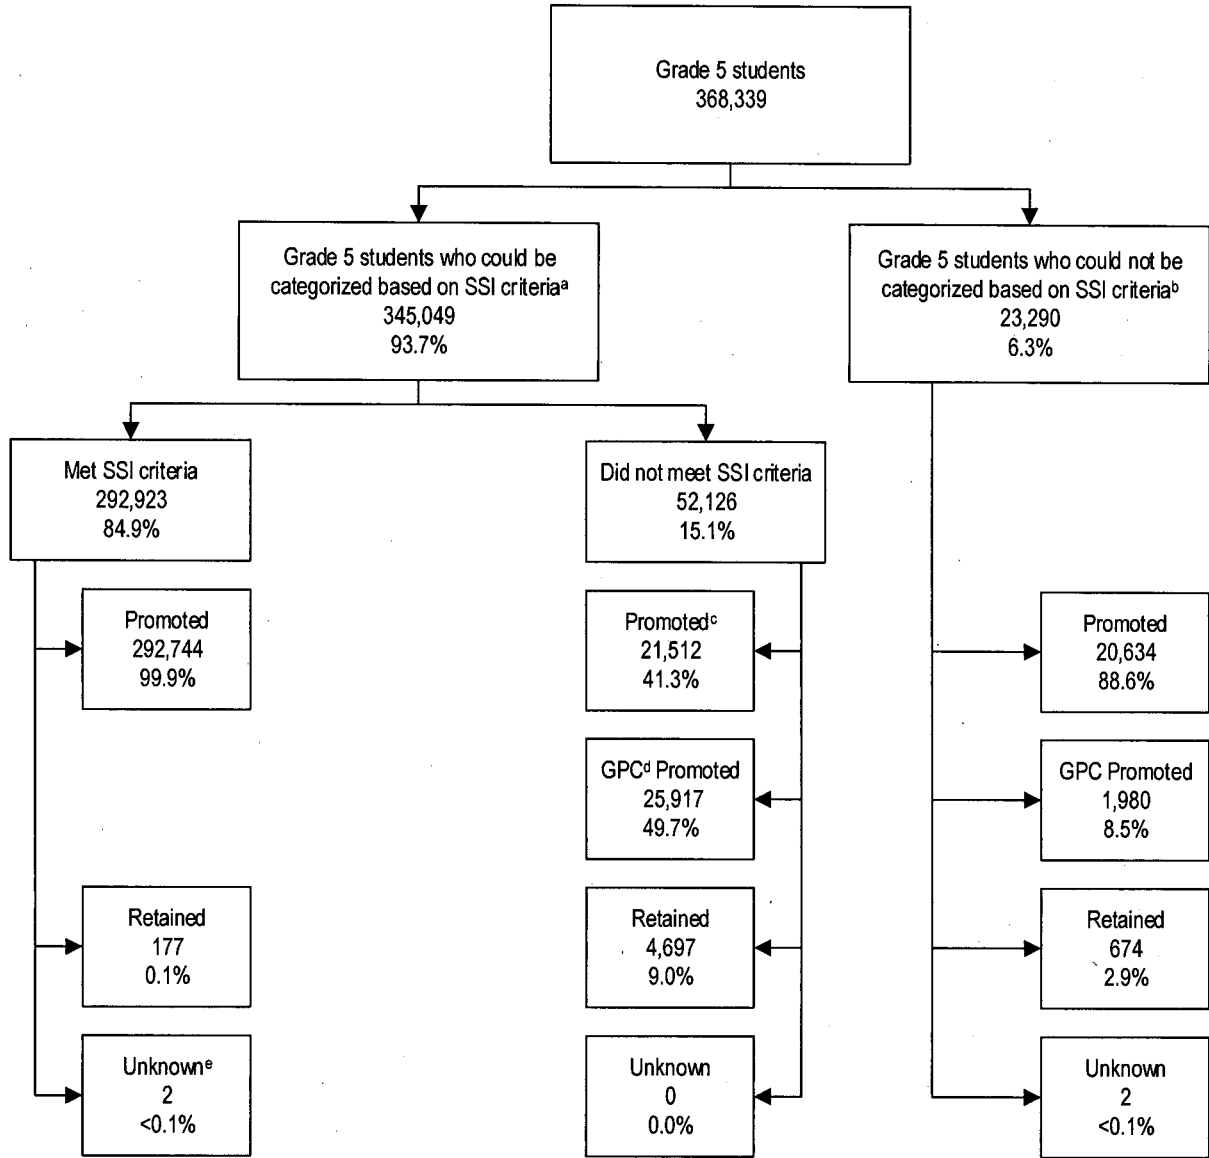 Grade 5 students
368,339
Grade 5 students who could be
categorized based on SSI criteriaᵃ
345,049
93.7%
Grade 5 students who could not be
categorized based on SSI criteriaᵇ
23,290
6.3%
Met SSI criteria
292,923
84.9%
Did not meet SSI criteria
52,126
15.1%
Promoted
292,744
99.9%
Promotedᶜ
21,512
41.3%
Promoted
20,634
88.6%
GPCᵈ Promoted
25,917
49.7%
GPC Promoted
1,980
8.5%
Retained
177
0.1%
Retained
4,697
9.0%
Retained
674
2.9%
Unknownᵉ
2
<0.1%
Unknown
0
0.0%
Unknown
2
<0.1%